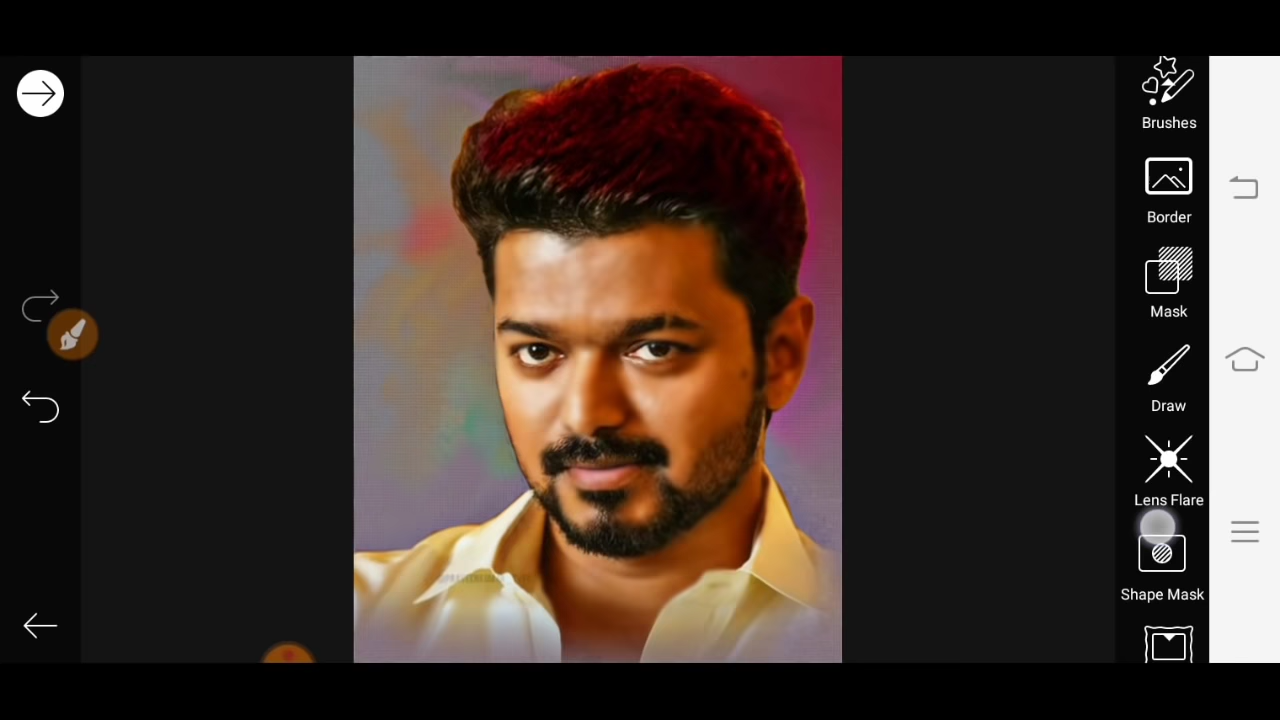 Brushes
Border
Mask
Draw
Lens Flare
Shape Mask